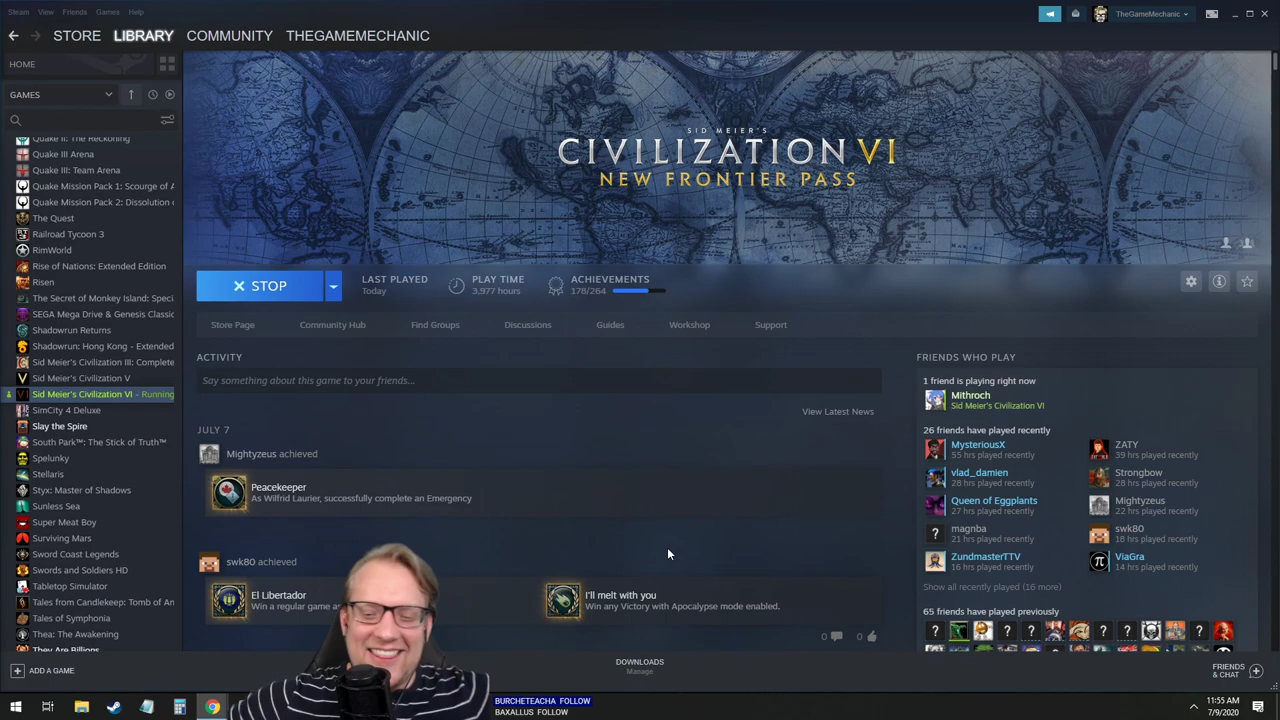 Steam View Friends Games Help
TheGameMechanic
STORE LIBRARY COMMUNITY THEGAMEMECHANIC
HOME
GAMES
Quake II: The Reckoning
Quake III Arena
Quake III: Team Arena
Quake Mission Pack 1: Scourge of A
Quake Mission Pack 2: Dissolution o
The Quest
Railroad Tycoon 3
RimWorld
Rise of Nations: Extended Edition
Risen
The Secret of Monkey Island: Speci
SEGA Mega Drive & Genesis Classic
Shadowrun Returns
Shadowrun: Hong Kong - Extended
Sid Meier's Civilization III: Complete
Sid Meier's Civilization V
Sid Meier's Civilization VI - Running
SimCity 4 Deluxe
Slay the Spire
South Park™: The Stick of Truth™
Spelunky
Stellaris
Styx: Master of Shadows
Sunless Sea
Super Meat Boy
Surviving Mars
Sword Coast Legends
Swords and Soldiers HD
Tabletop Simulator
Tales from Candlekeep: Tomb of An
Tales of Symphonia
Thea: The Awakening
They Are Billions
ADD A GAME
SID MEIER'S
CIVILIZATION VI
NEW FRONTIER PASS
STOP
LAST PLAYED
Today
PLAY TIME
3,977 hours
ACHIEVEMENTS
178/264
Store Page Community Hub Find Groups Discussions Guides Workshop Support
ACTIVITY
Say something about this game to your friends...
View Latest News
JULY 7
Mightyzeus achieved
Peacekeeper
As Wilfrid Laurier, successfully complete an Emergency
swk80 achieved
El Libertador
Win a regular game as
I'll melt with you
Win any Victory with Apocalypse mode enabled.
0 0
FRIENDS WHO PLAY
1 friend is playing right now
Mithroch
Sid Meier's Civilization VI
26 friends have played recently
MysteriousX
55 hrs played recently
ZATY
39 hrs played recently
vlad_damien
28 hrs played recently
Strongbow
28 hrs played recently
Queen of Eggplants
27 hrs played recently
Mightyzeus
22 hrs played recently
magnba
21 hrs played recently
swk80
18 hrs played recently
ZundmasterTTV
16 hrs played recently
ViaGra
14 hrs played recently
Show all recently played (16 more)
65 friends have played previously
DOWNLOADS
Manage
FRIENDS
& CHAT
BURCHETEACHA FOLLOW
BAXALLUS FOLLOW
11:55 AM
7/9/2020